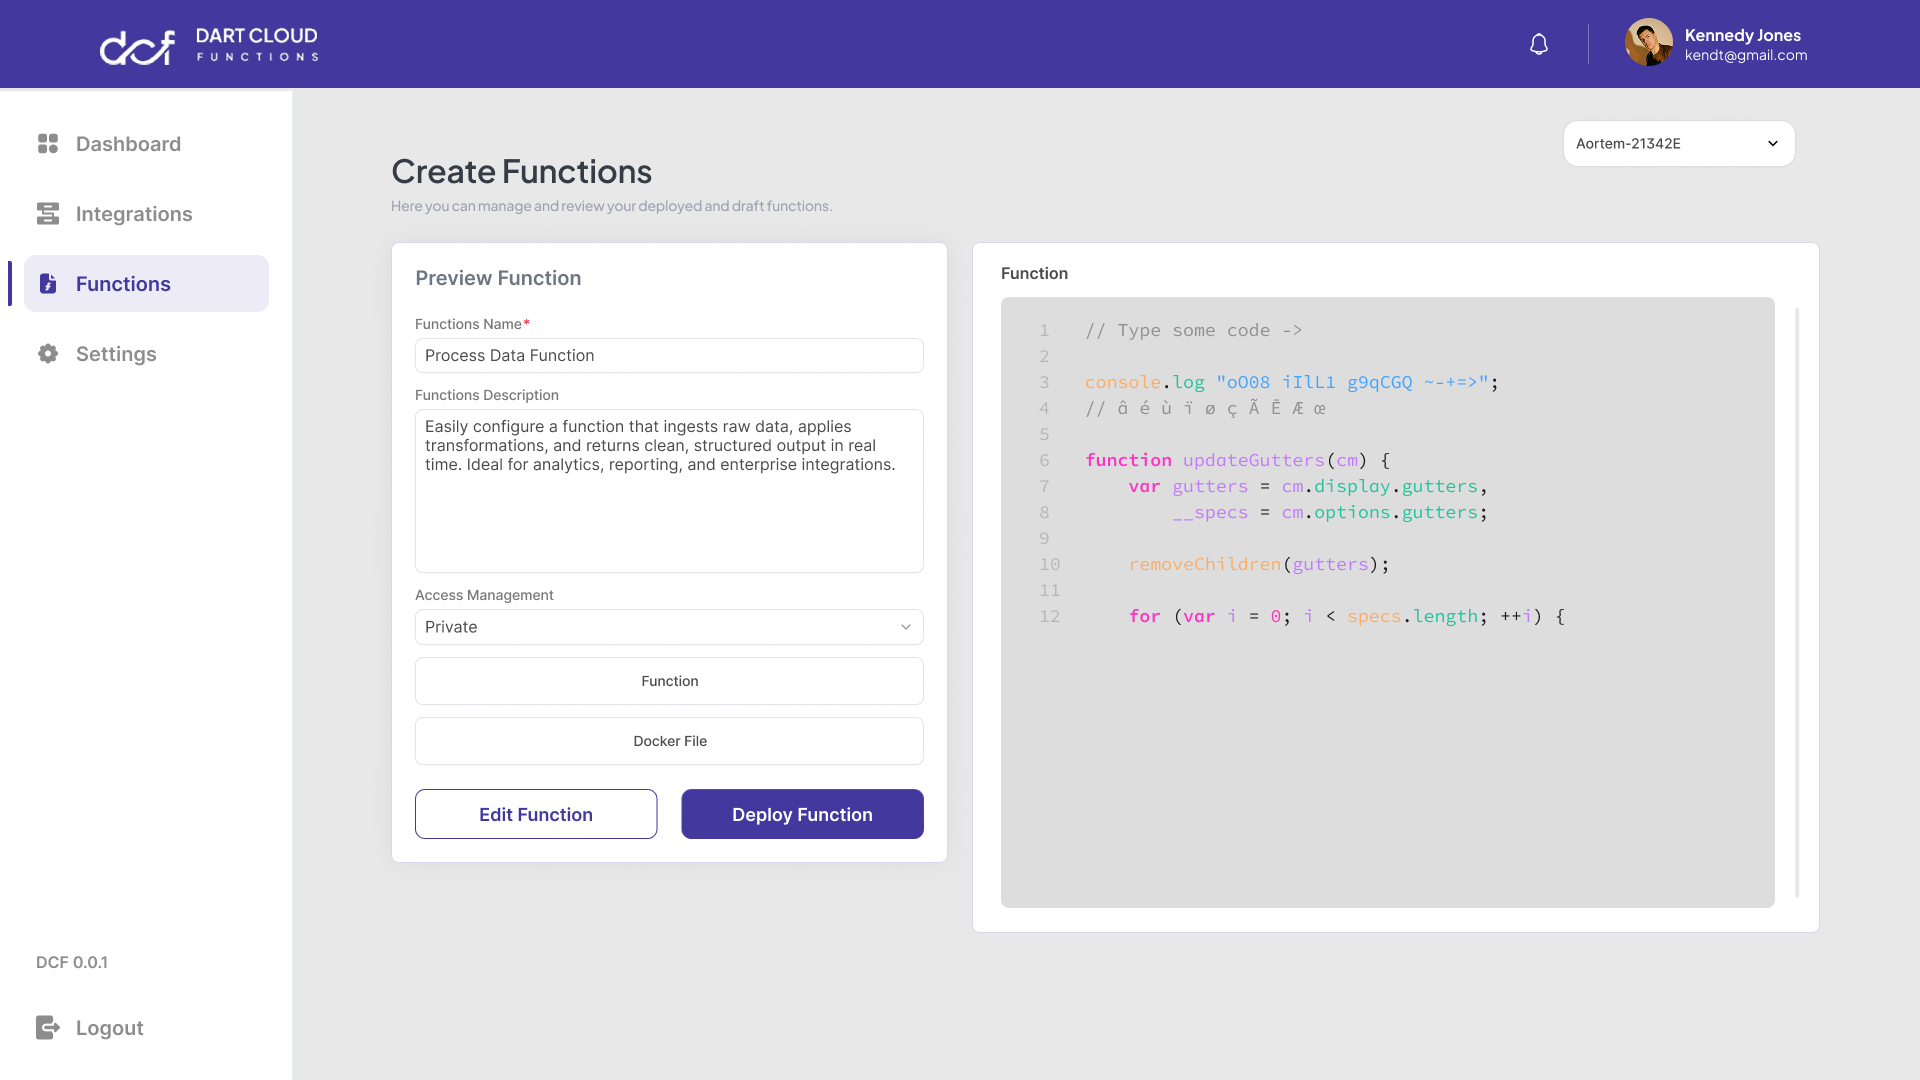 dcf
DART CLOUD
FUNCTIONS
Kennedy Jones
kendt@gmail.com
Dashboard
Integrations
Functions
Settings
DCF 0.0.1
Logout
Aortem-21342E
Create Functions
Here you can manage and review your deployed and draft functions.
Preview Function
Functions Name*
Process Data Function
Functions Description
Easily configure a function that ingests raw data, applies
transformations, and returns clean, structured output in real
time. Ideal for analytics, reporting, and enterprise integrations.
Access Management
Private
Function
Docker File
Edit Function
Deploy Function
Function
1 // Type some code ->
2
3 console.log "oO08 iIlL1 g9qCGQ ~-+=>";
4 // â é ù ï ø ç Ã Ē Æ œ
5
6 function updateGutters(cm) {
7 var gutters = cm.display.gutters,
8 __specs = cm.options.gutters;
9
10 removeChildren(gutters);
11
12 for (var i = 0; i < specs.length; ++i) {